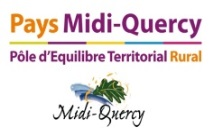 Pays Midi-Quercy
Pôle d'Equilibre Territorial Rural
Midi-Quercy